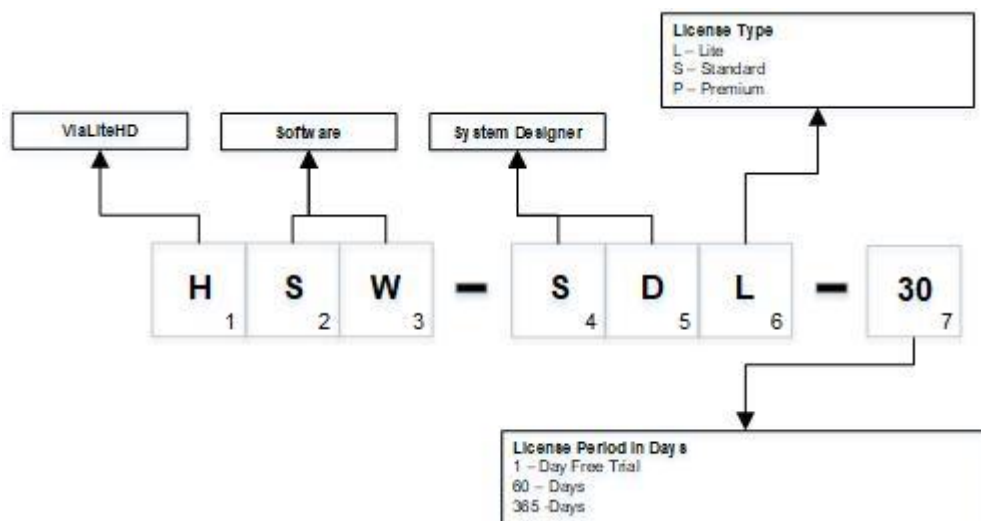 License Type
L – Lite
S – Standard
P – Premium
ViaLiteHD
Software
System Designer
H 1
S 2
W 3
–
S 4
D 5
L 6
–
30 7
License Period in Days
1 – Day Free Trial
60 – Days
365 -Days